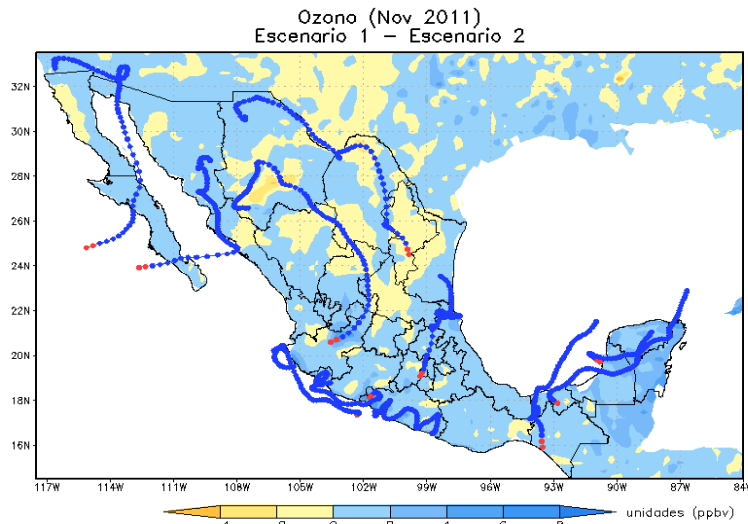 Ozono (Nov 2011)
Escenario 1 – Escenario 2
32N
30N
28N
26N
24N
22N
20N
18N
16N
117W 114W 111W 108W 105W 102W 99W 96W 93W 90W 87W 84W
unidades (ppbv)